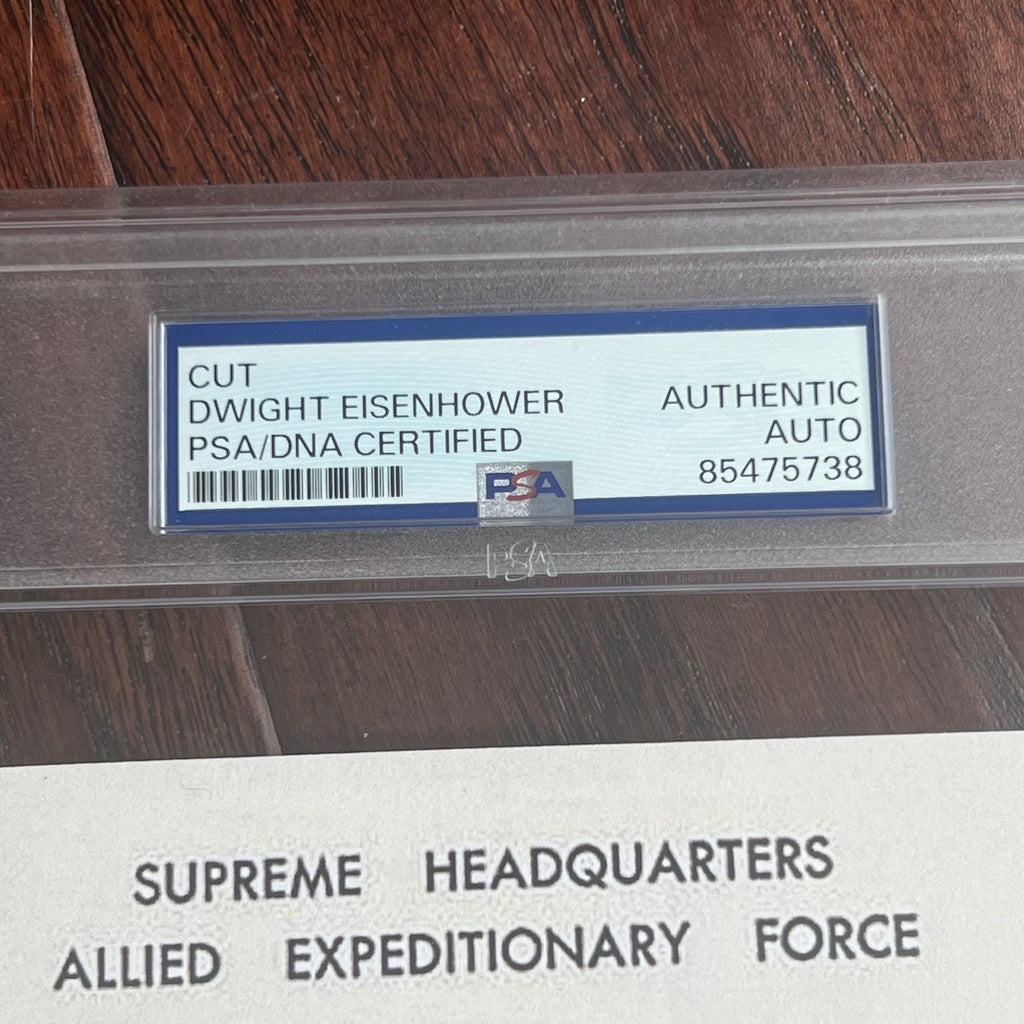 CUT
DWIGHT EISENHOWER
PSA/DNA CERTIFIED
AUTHENTIC
AUTO
85475738
PSA
PSA
SUPREME HEADQUARTERS
ALLIED EXPEDITIONARY FORCE